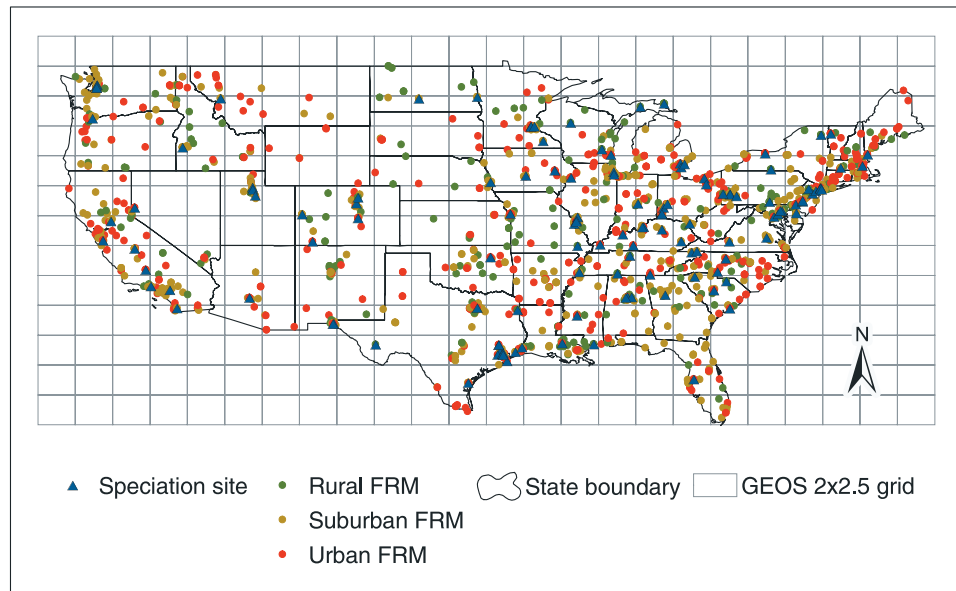 N
Speciation site
Rural FRM
State boundary
GEOS 2x2.5 grid
Suburban FRM
Urban FRM